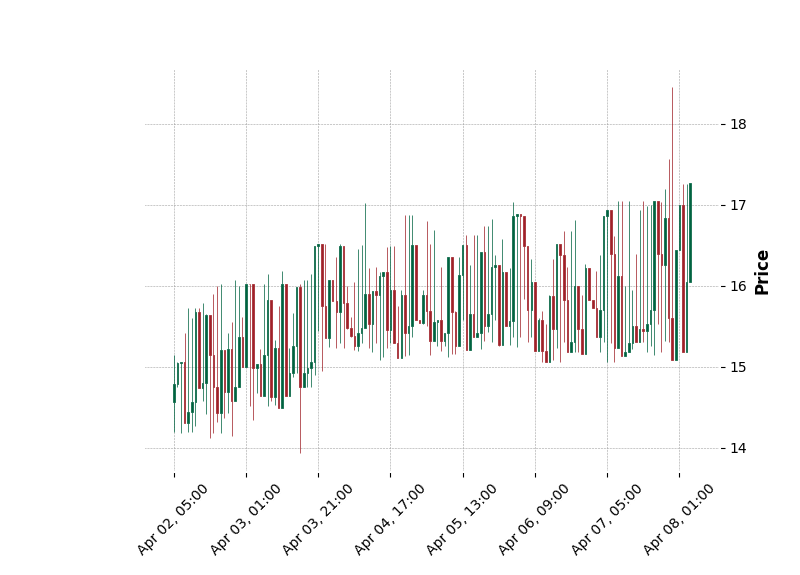 18
17
16
15
14
Price
Apr 02, 05:00
Apr 03, 01:00
Apr 03, 21:00
Apr 04, 17:00
Apr 05, 13:00
Apr 06, 09:00
Apr 07, 05:00
Apr 08, 01:00